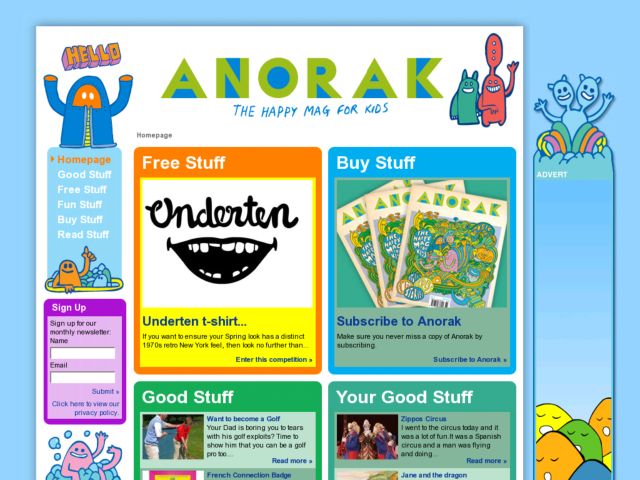 HELLO
ANORAK
THE HAPPY MAG FOR KIDS
Homepage
Homepage
Good Stuff
Free Stuff
Fun Stuff
Buy Stuff
Read Stuff
Sign Up
Sign up for our
monthly newsletter:
Name
Email
Submit »
Click here to view our
privacy policy.
Free Stuff
Underten
Underten t-shirt...
If you want to ensure your Spring look has a distinct
1970s retro New York feel, then look no further than...
Enter this competition »
Buy Stuff
ANORAK
THE HAPPY MAG FOR KIDS
Subscribe to Anorak
Make sure you never miss a copy of Anorak by
subscribing.
Subscribe to Anorak »
Good Stuff
Want to become a Golf
Your Dad is boring you to tears
with his golf exploits? Time to
show him that you can be a golf
pro too....
Read more »
French Connection Badge
Your Good Stuff
Zippos Circus
I went to the circus today and it
was a lot of fun.It was a Spanish
circus and a man was flying
and doing...
Read more »
Jane and the dragon
ADVERT